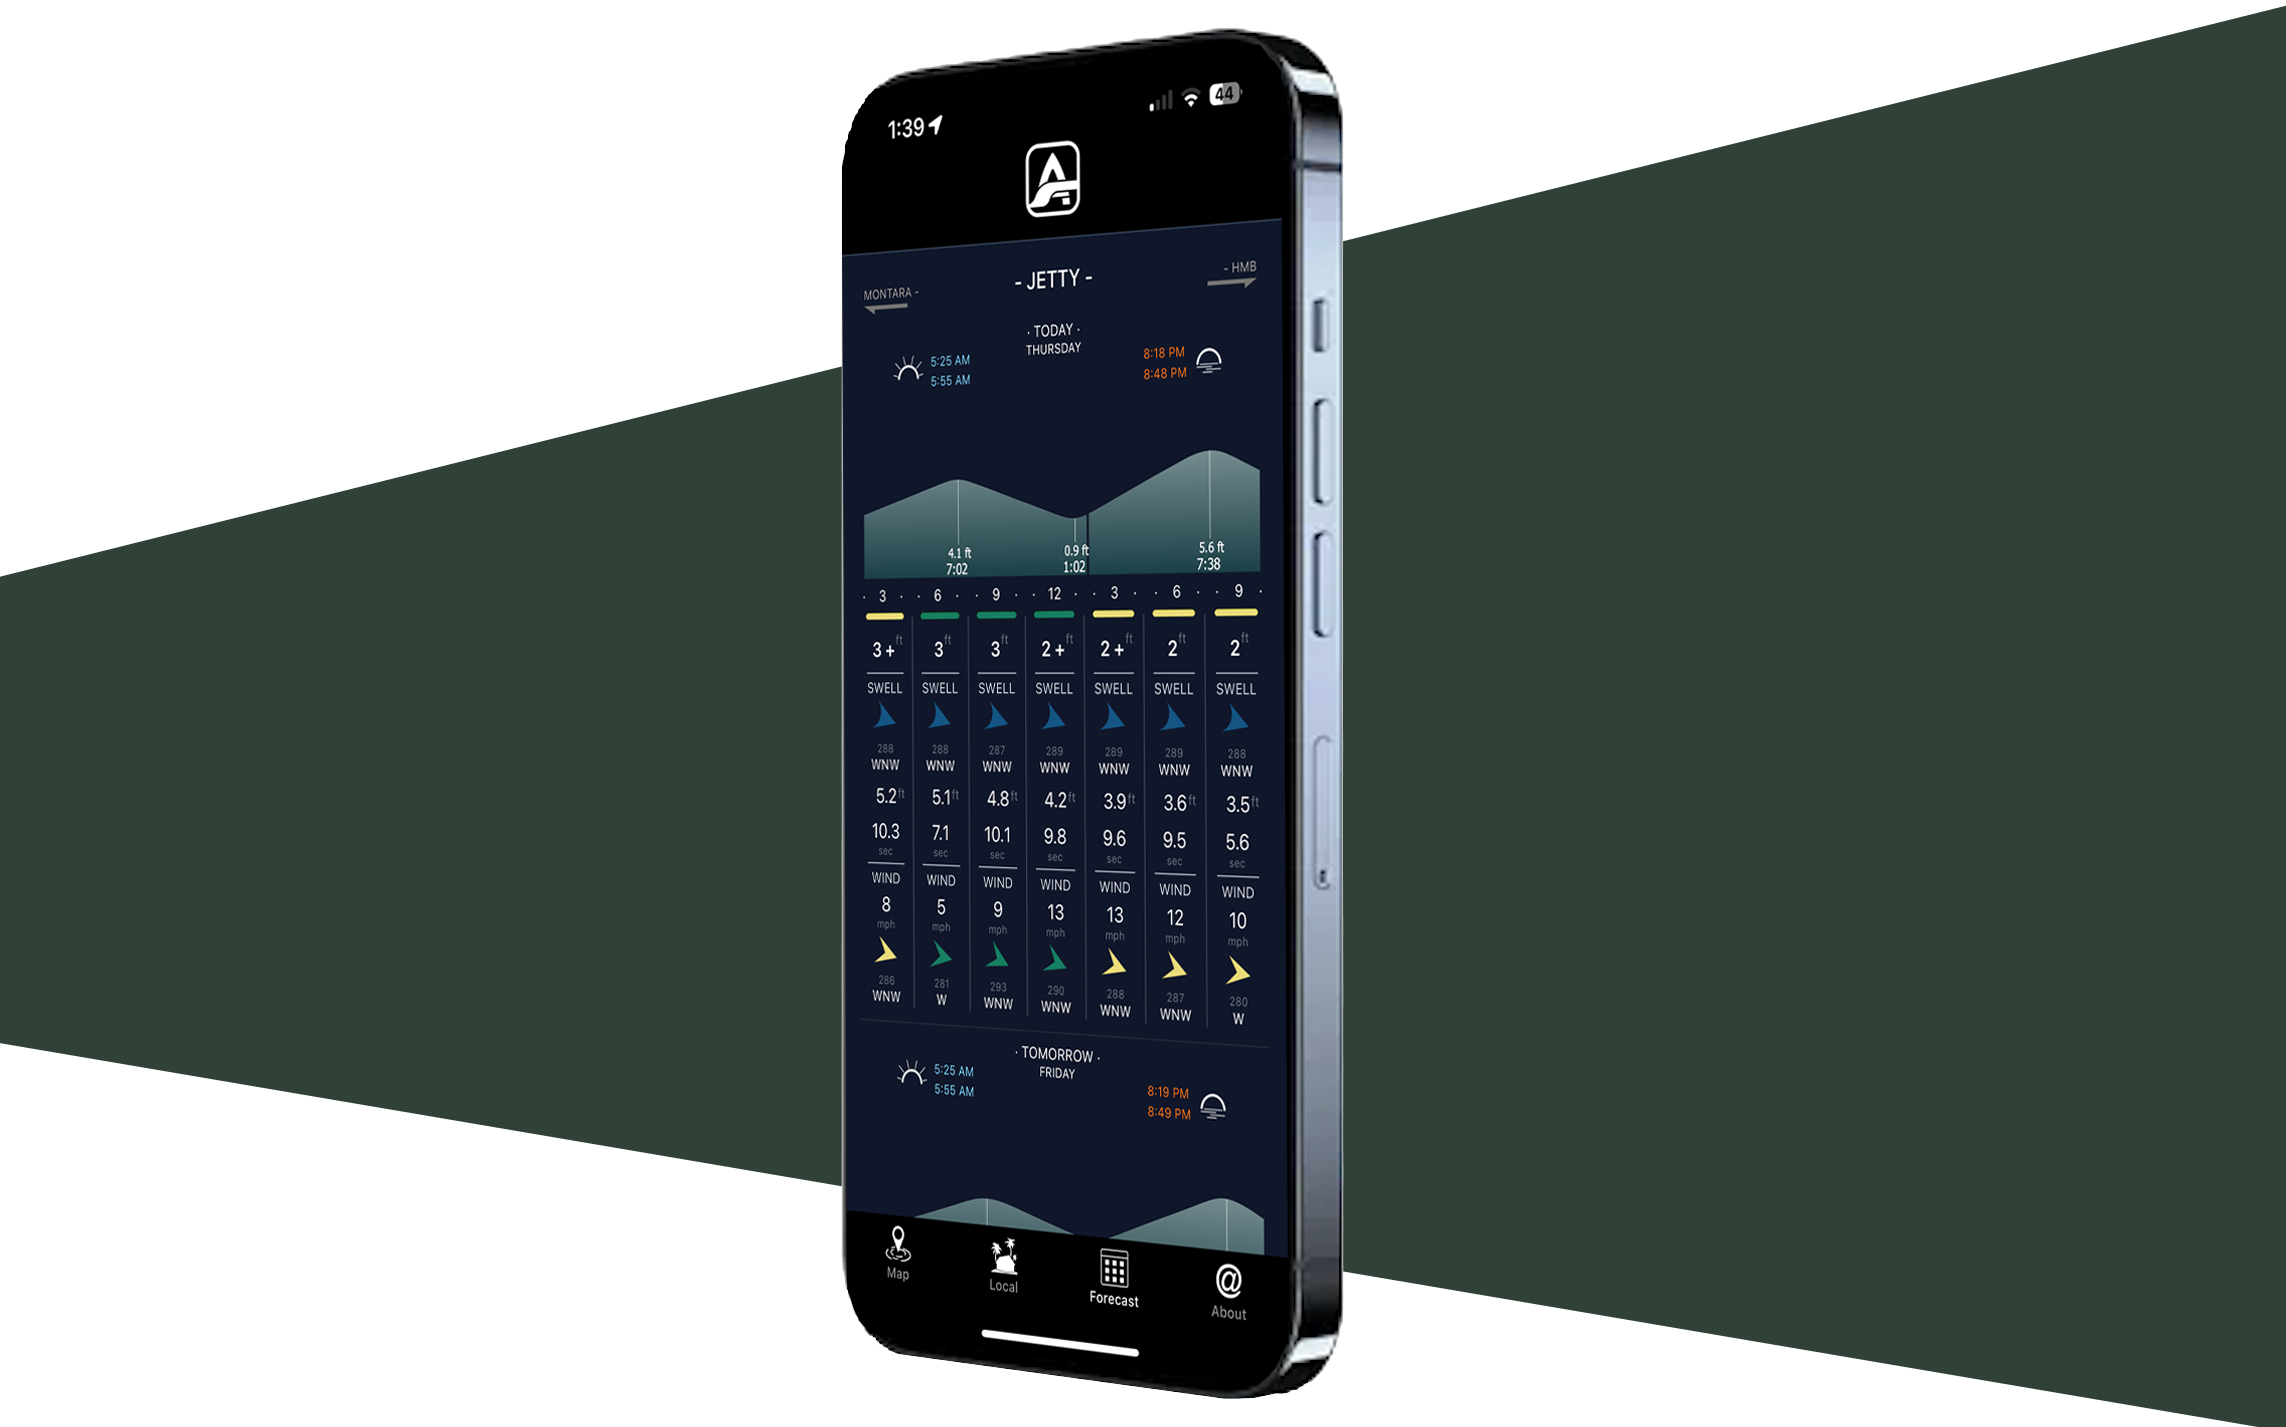 1:39 44
MONTARA - - JETTY - - HMB
· TODAY ·
THURSDAY
5:25 AM 8:18 PM
5:55 AM 8:48 PM
4.1 ft 0.9 ft 5.6 ft
7:02 1:02 7:38
· 3 · · 6 · · 9 · · 12 · · 3 · · 6 · · 9 ·
3 + ft 3 ft 3 ft 2 + ft 2 + ft 2 ft 2 ft
SWELL SWELL SWELL SWELL SWELL SWELL SWELL
288 288 287 289 289 289 288
WNW WNW WNW WNW WNW WNW WNW
5.2 ft 5.1 ft 4.8 ft 4.2 ft 3.9 ft 3.6 ft 3.5 ft
10.3 7.1 10.1 9.8 9.6 9.5 5.6
sec sec sec sec sec sec sec
WIND WIND WIND WIND WIND WIND WIND
8 5 9 13 13 12 10
mph mph mph mph mph mph mph
286 281 293 290 288 287 280
WNW W WNW WNW WNW WNW W
· TOMORROW ·
FRIDAY
5:25 AM 8:19 PM
5:55 AM 8:49 PM
Map Local Forecast About